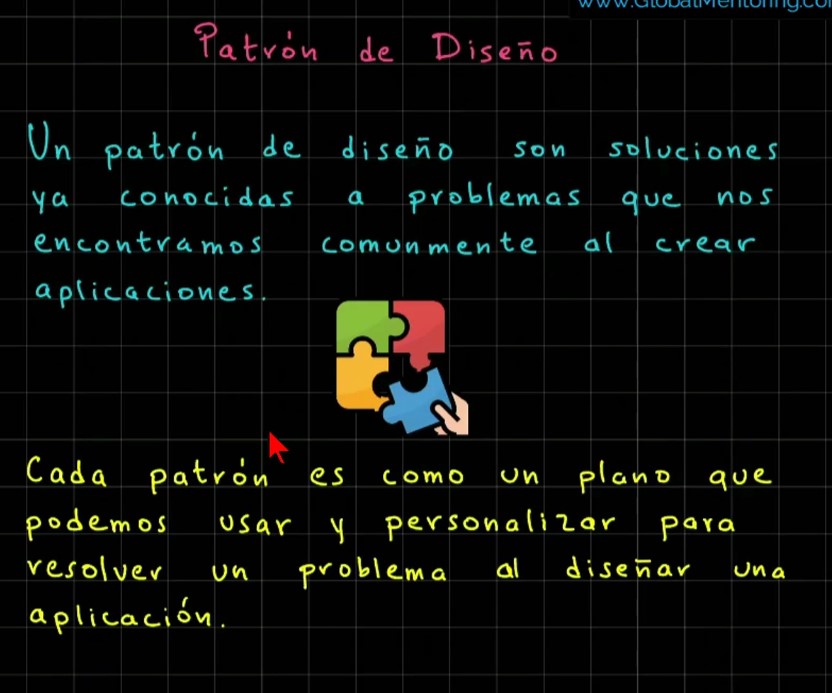 www.GlobalMentoring.com
Patrón de Diseño
Un patrón de diseño son soluciones
ya conocidas a problemas que nos
encontramos comunmente al crear
aplicaciones.
Cada patrón es como un plano que
podemos usar y personalizar para
resolver un problema al diseñar una
aplicación.